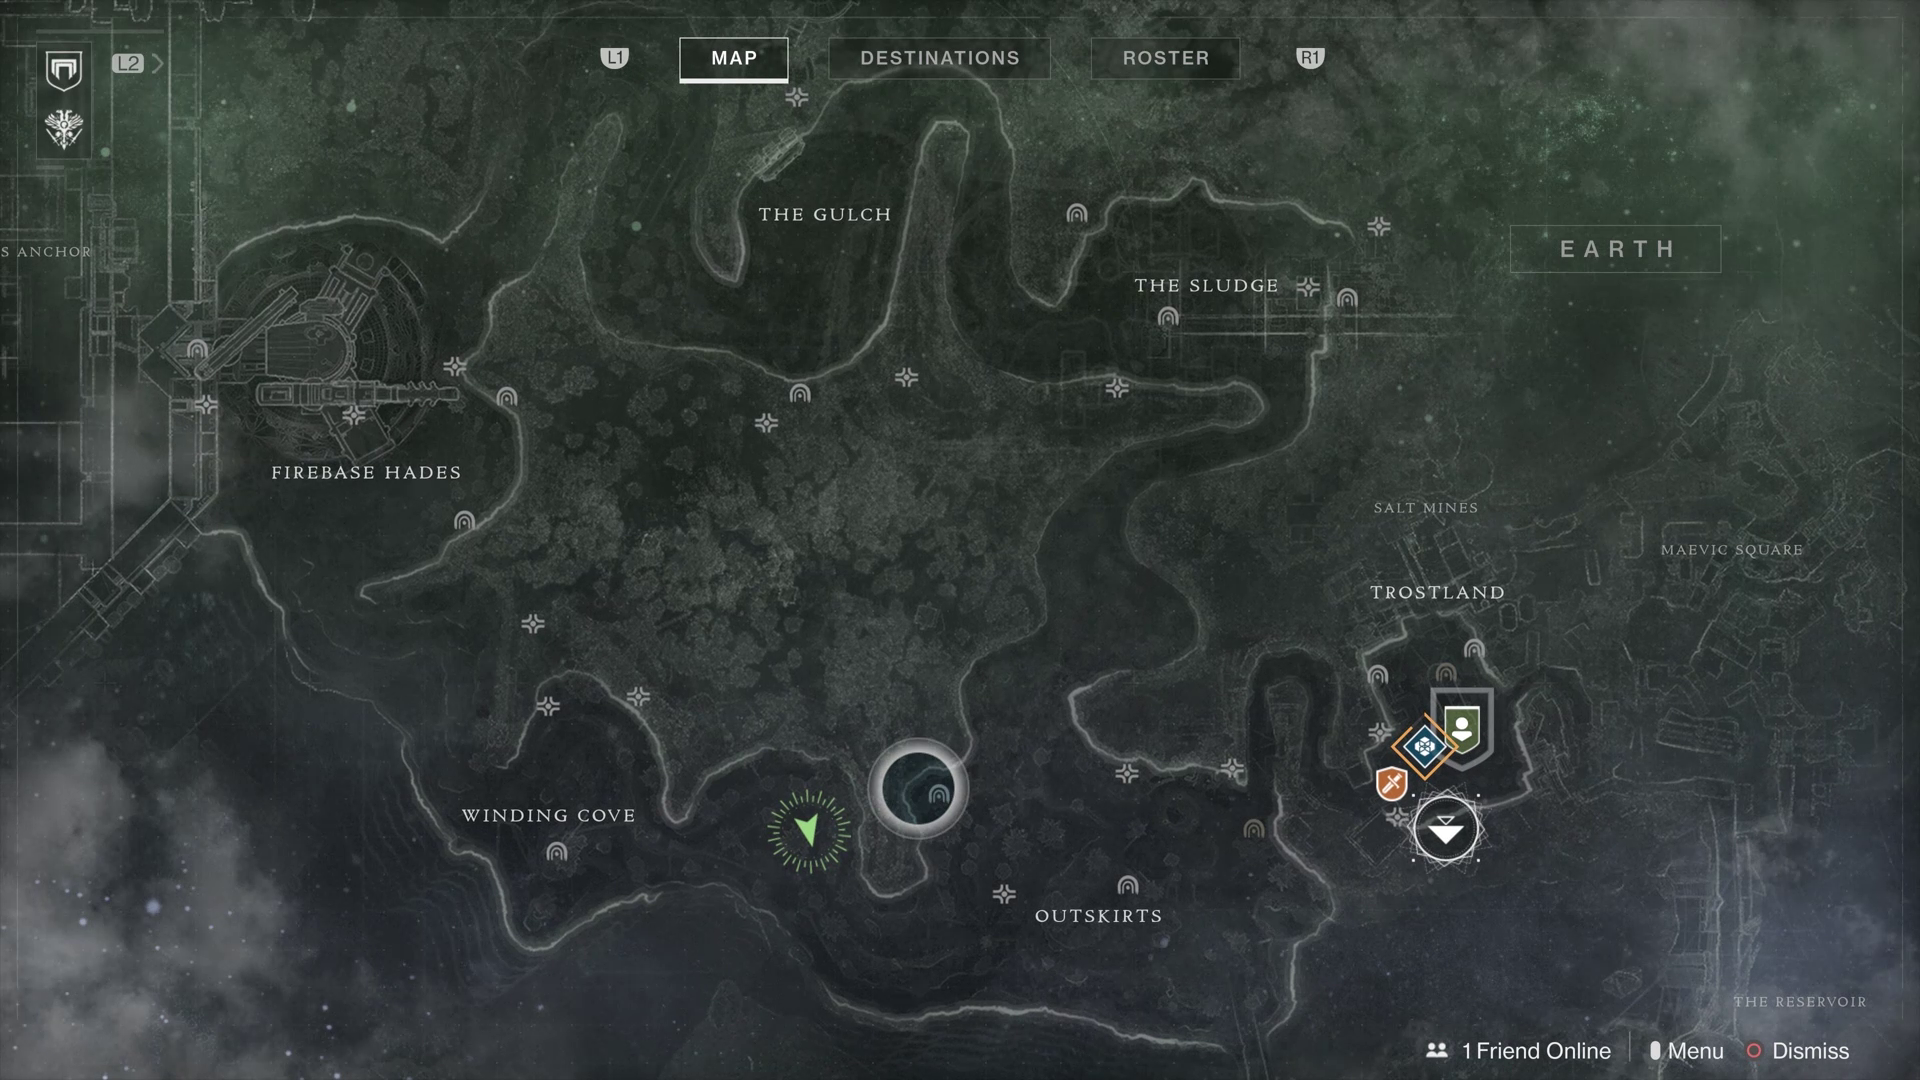 L2
L1
MAP
DESTINATIONS
ROSTER
R1
THE GULCH
S ANCHOR
EARTH
THE SLUDGE
FIREBASE HADES
SALT MINES
MAEVIC SQUARE
TROSTLAND
WINDING COVE
OUTSKIRTS
THE RESERVOIR
1 Friend Online
Menu
Dismiss